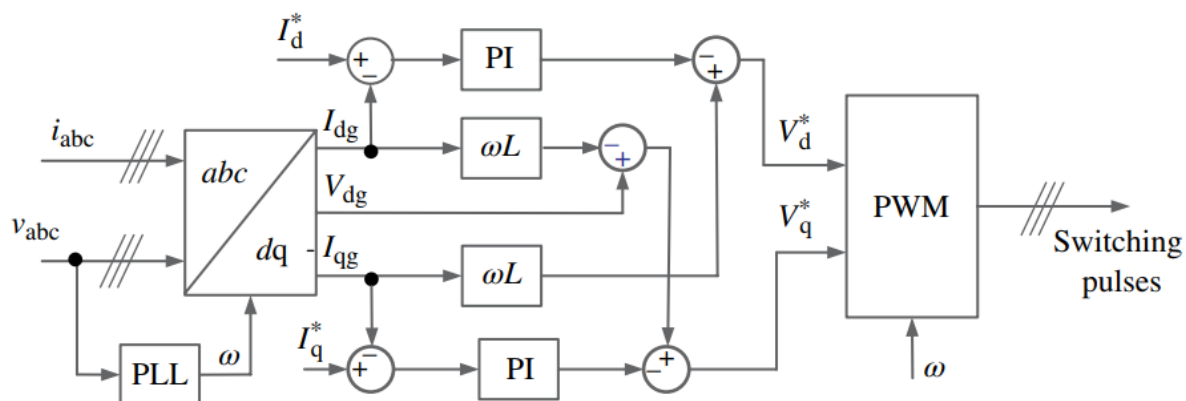 I*d
PI
iabc
Idg
ωL
V*d
abc
Vdg
PWM
vabc
V*q
dq
Iqg
ωL
Switching
pulses
I*q
PLL
ω
PI
ω